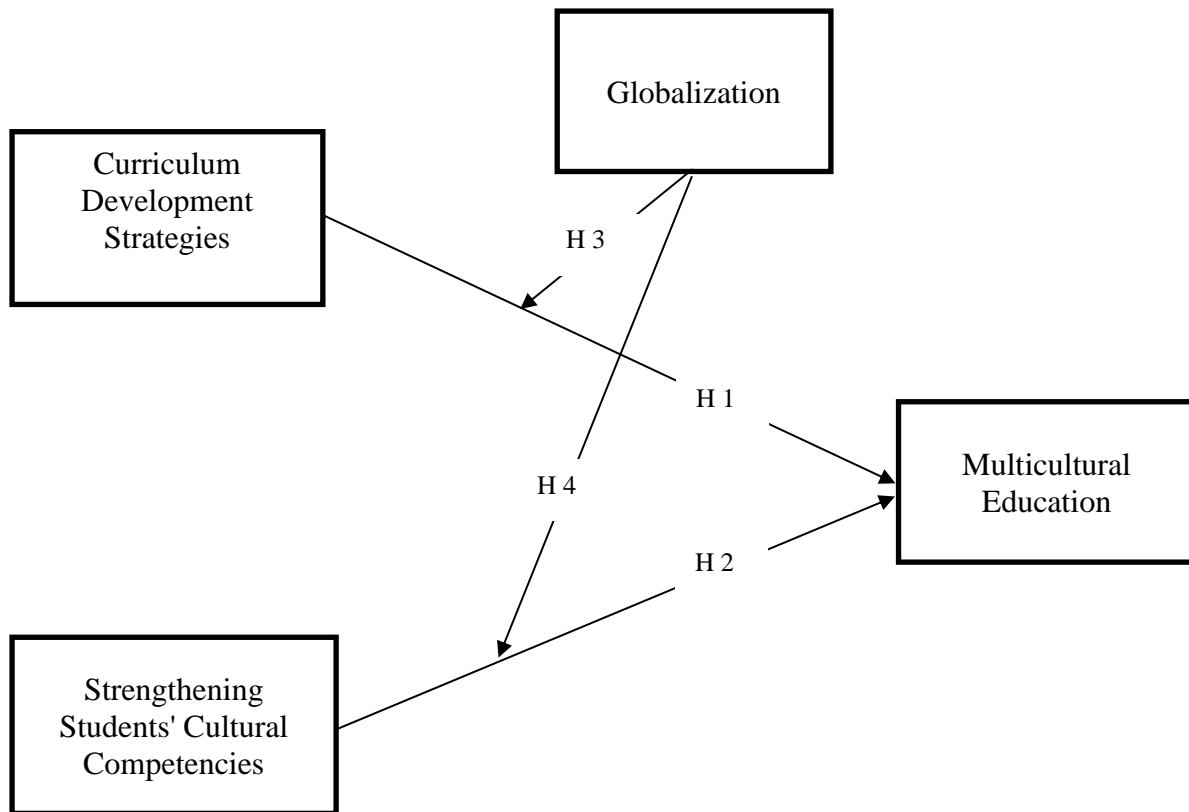 Globalization
Curriculum
Development
Strategies
H 3
H 1
Multicultural
Education
H 4
H 2
Strengthening
Students' Cultural
Competencies